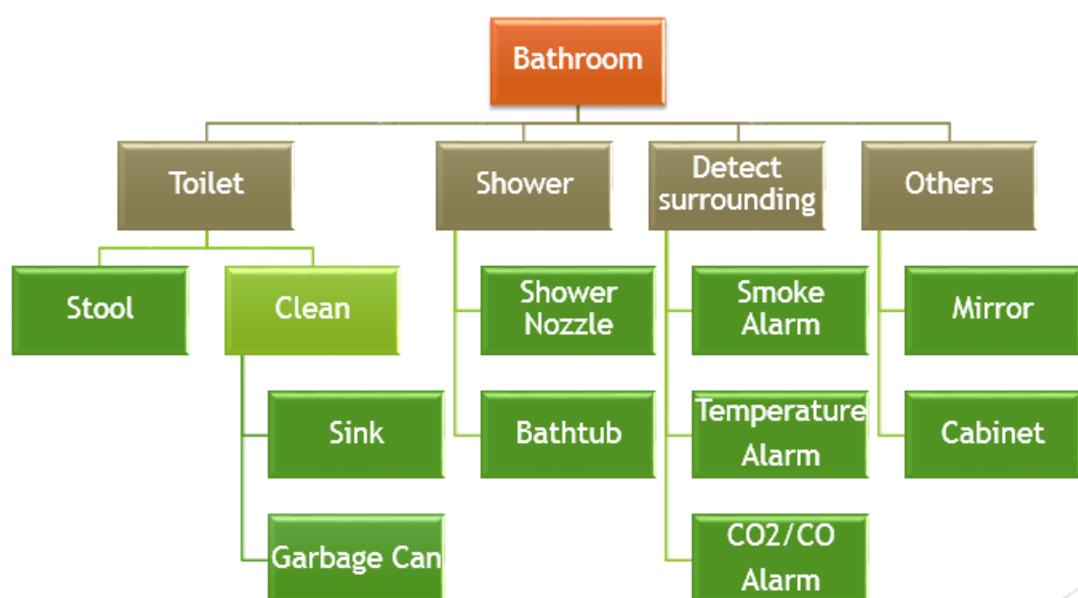 Bathroom
Toilet
Shower
Detect
surrounding
Others
Stool
Clean
Shower
Nozzle
Smoke
Alarm
Mirror
Sink
Bathtub
Temperature
Alarm
Cabinet
Garbage Can
CO2/CO
Alarm